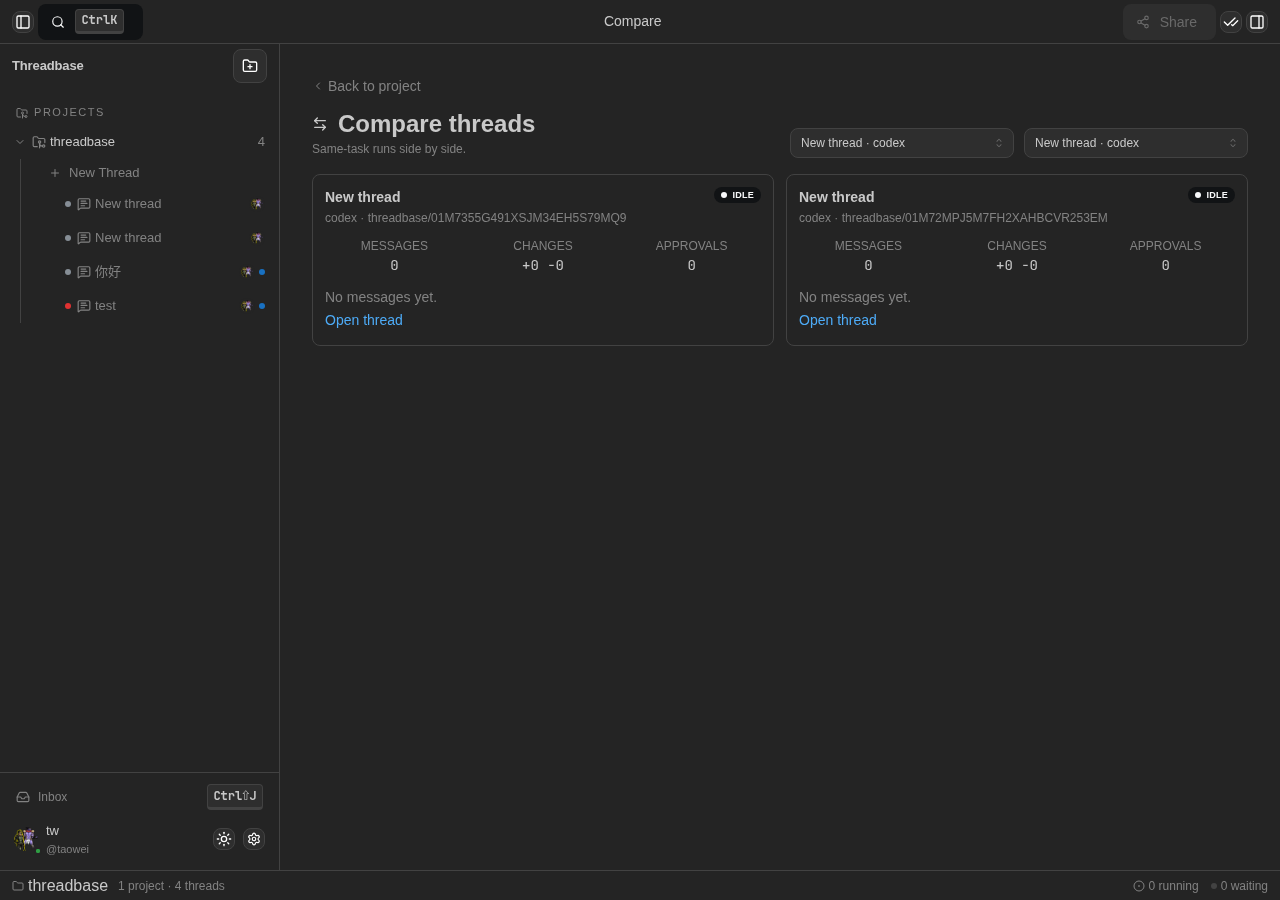 CtrlK
Compare
Share
Threadbase
PROJECTS
threadbase 4
New Thread
New thread
New thread
你好
test
Inbox
Ctrl⇧J
tw
@taowei
Back to project
Compare threads
Same-task runs side by side.
New thread · codex
New thread · codex
New thread
IDLE
codex · threadbase/01M7355G491XSJM34EH5S79MQ9
MESSAGES CHANGES APPROVALS
0 +0 -0 0
No messages yet.
Open thread
New thread
IDLE
codex · threadbase/01M72MPJ5M7FH2XAHBCVR253EM
MESSAGES CHANGES APPROVALS
0 +0 -0 0
No messages yet.
Open thread
threadbase 1 project · 4 threads
0 running 0 waiting